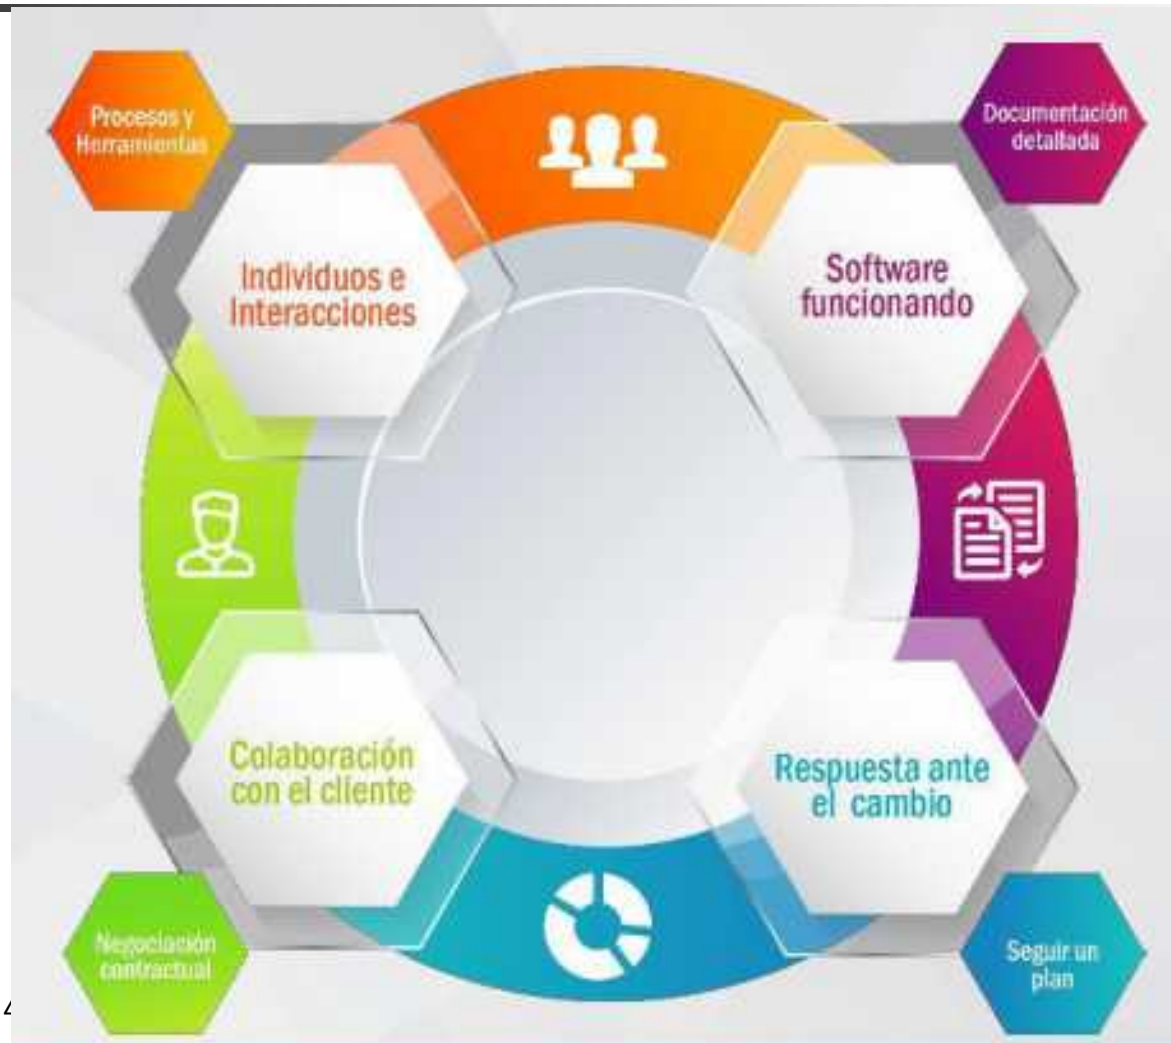 Procesos y
Herramientas
Documentación
detallada
Individuos e
Interacciones
Software
funcionando
Colaboración
con el cliente
Respuesta ante
el cambio
Negociación
contractual
Seguir un
plan
4